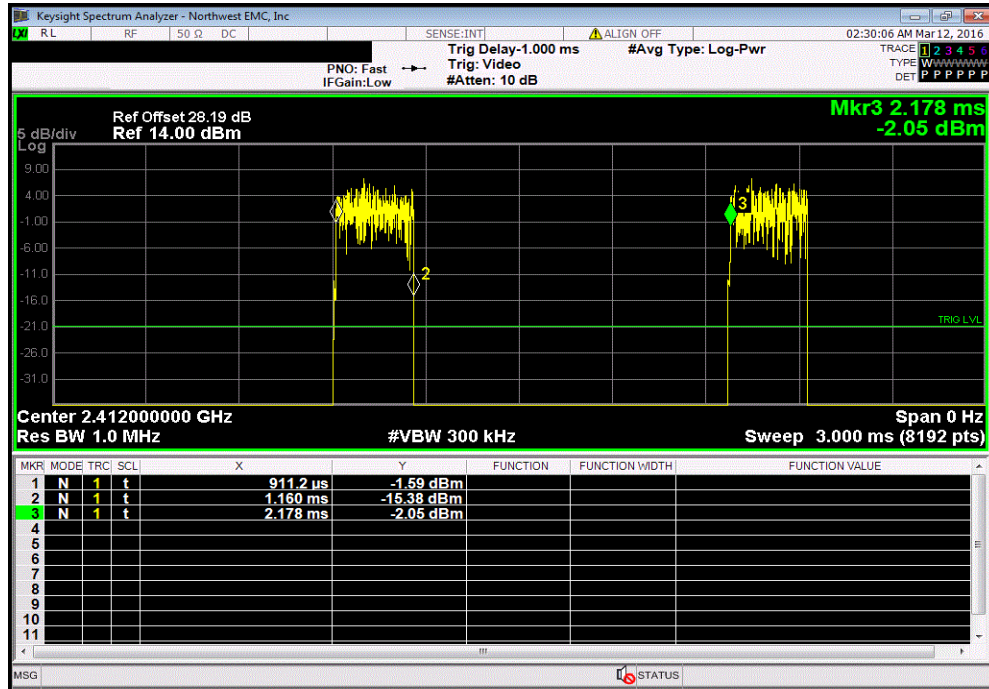 Keysight Spectrum Analyzer - Northwest EMC, Inc
LXI RL RF 50 Ω DC SENSE:INT ALIGN OFF 02:30:06 AM Mar 12, 2016
Trig Delay-1.000 ms #Avg Type: Log-Pwr TRACE 1 2 3 4 5 6
PNO: Fast Trig: Video TYPE WWWWWWW
IFGain:Low #Atten: 10 dB DET P P P P P P
Mkr3 2.178 ms
-2.05 dBm
Ref Offset 28.19 dB
5 dB/div Ref 14.00 dBm
Log
9.00
4.00
3
-1.00
-6.00
-11.0
2
-16.0
-21.0
TRIG LVL
-26.0
-31.0
Center 2.412000000 GHz Span 0 Hz
Res BW 1.0 MHz #VBW 300 kHz Sweep 3.000 ms (8192 pts)
MKR MODE TRC SCL X Y FUNCTION FUNCTION WIDTH FUNCTION VALUE
1 N 1 t 911.2 µs -1.59 dBm
2 N 1 t 1.160 ms -15.38 dBm
3 N 1 t 2.178 ms -2.05 dBm
4
5
6
7
8
9
10
11
MSG STATUS